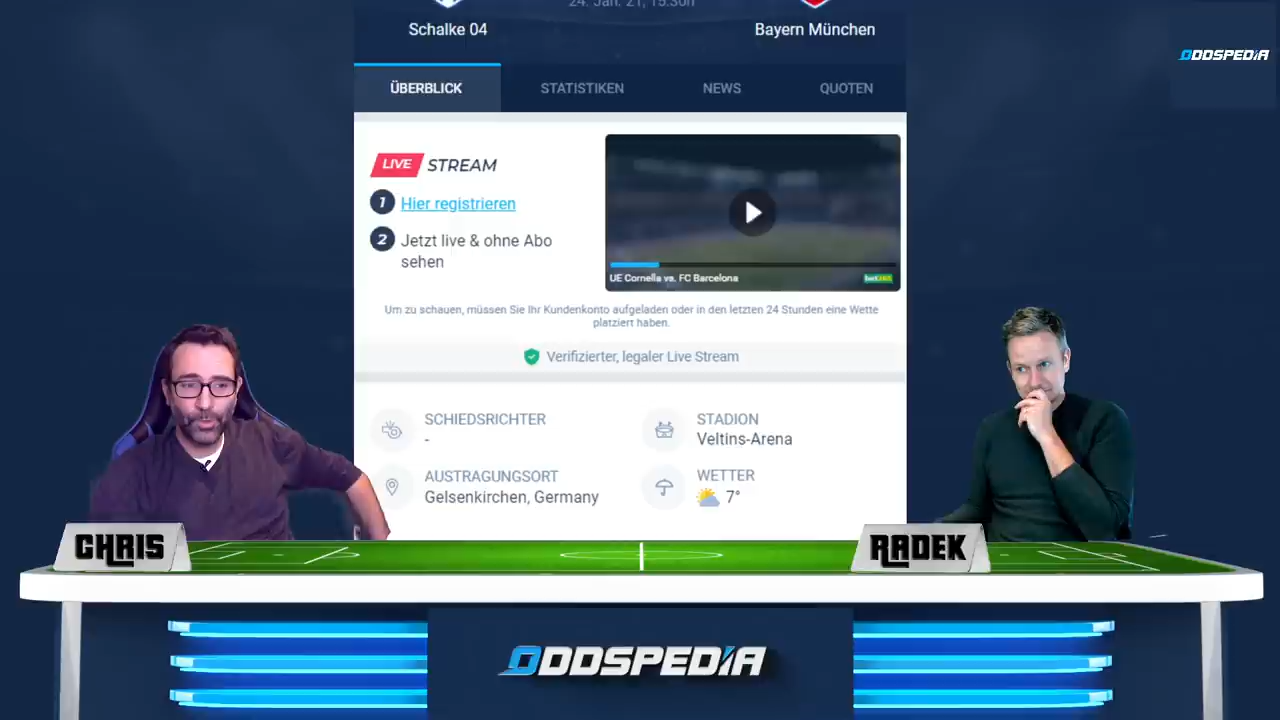 24. Jan. 21, 15:30h
Schalke 04
Bayern München
ODDSPEDIA
ÜBERBLICK
STATISTIKEN
NEWS
QUOTEN
LIVE STREAM
1 Hier registrieren
2 Jetzt live & ohne Abo
sehen
UE Cornella vs. FC Barcelona
bet365
Um zu schauen, müssen Sie Ihr Kundenkonto aufgeladen oder in den letzten 24 Stunden eine Wette
platziert haben.
Verifizierter, legaler Live Stream
SCHIEDSRICHTER
-
STADION
Veltins-Arena
AUSTRAGUNGSORT
Gelsenkirchen, Germany
WETTER
7°
CHRIS
RADEK
ODDSPEDIA